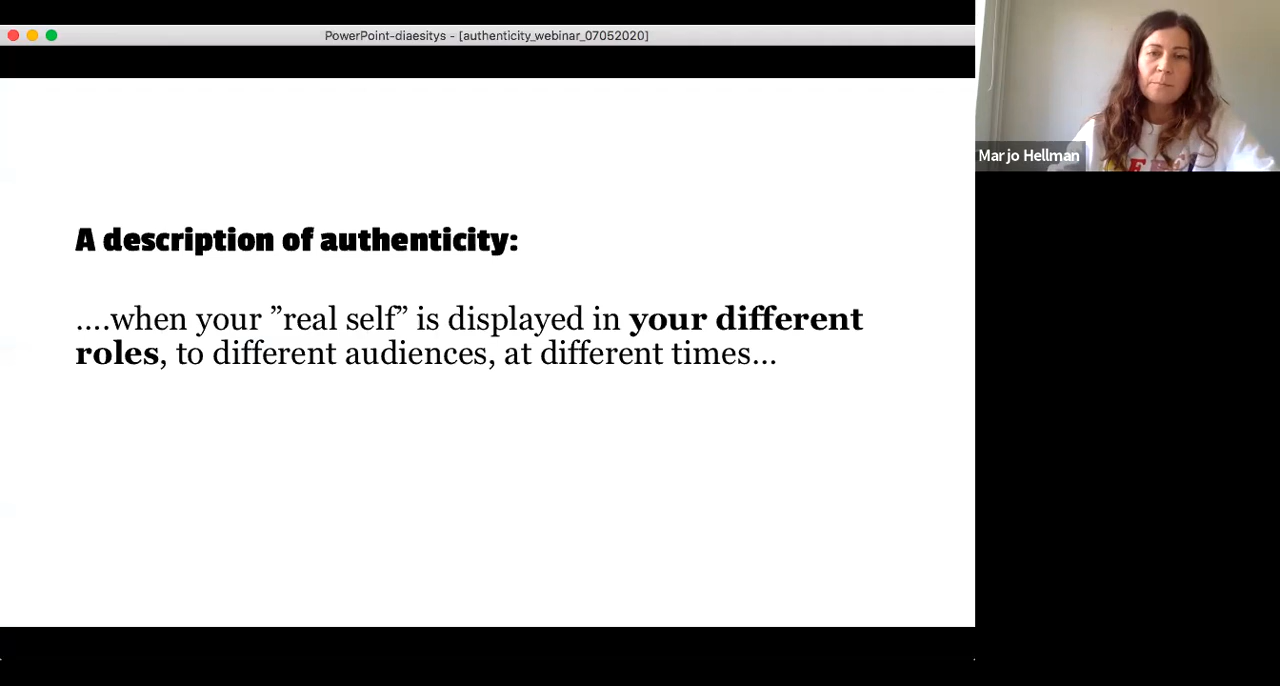 PowerPoint-diaesitys - [authenticity_webinar_07052020]
Marjo Hellman
A description of authenticity:
....when your ”real self” is displayed in your different
roles, to different audiences, at different times...